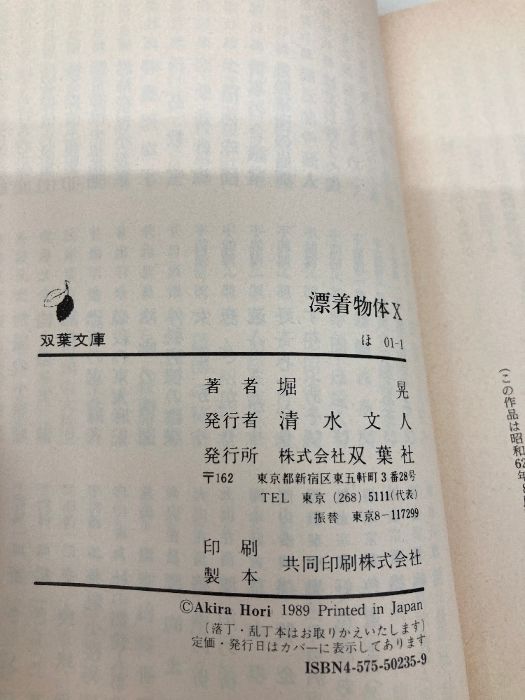 漂着物体X
双葉文庫
ほ 01-1
著者 堀 晃
発行者 清水文人
発行所 株式会社双葉社
〒162 東京都新宿区東五軒町3番28号
TEL 東京 (268) 5111(代表)
振替 東京8-117299
印刷
製本
共同印刷株式会社
©Akira Hori 1989 Printed in Japan
(落丁・乱丁本はお取りかえいたします)
定価・発行日はカバーに表示してあります
ISBN4-575-50235-9
(この作品は昭和62年